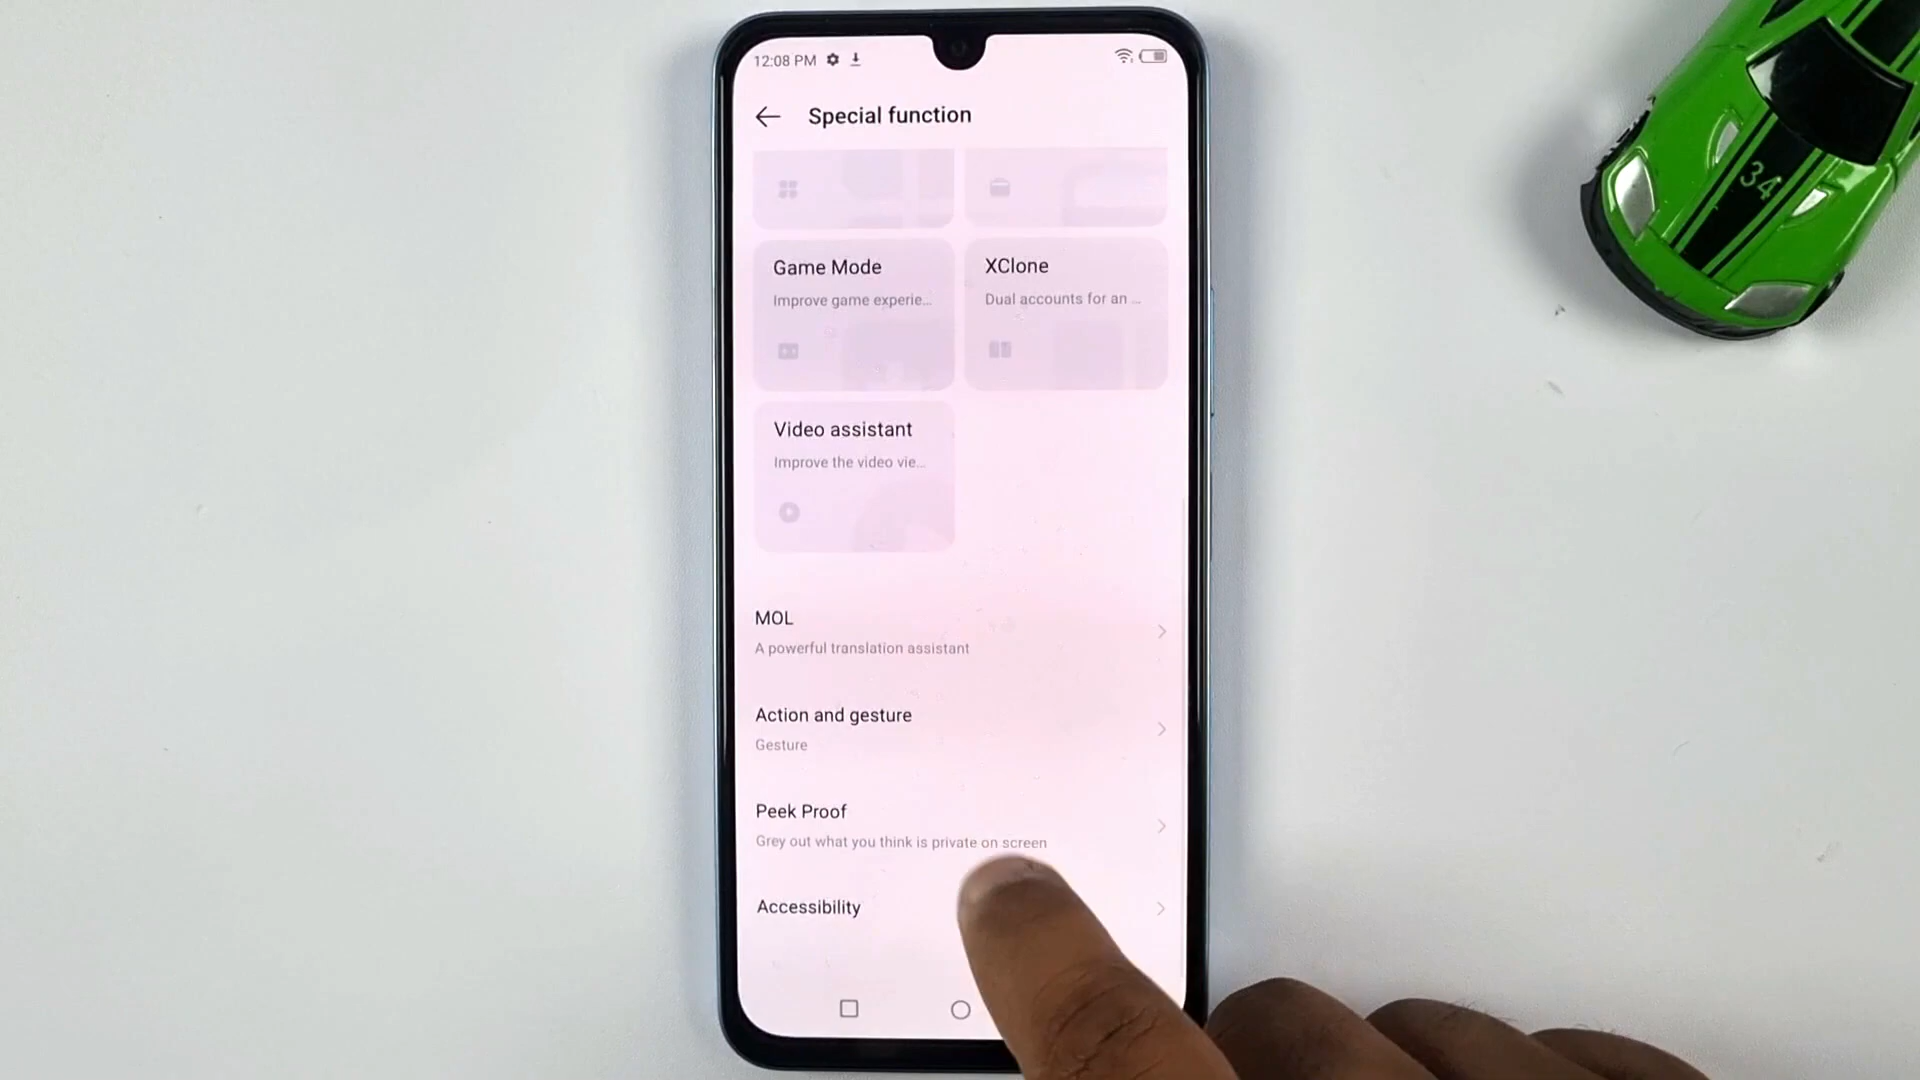 12:08 PM
Special function
Game Mode
Improve game experie...
XClone
Dual accounts for an ...
Video assistant
Improve the video vie...
MOL
A powerful translation assistant
Action and gesture
Gesture
Peek Proof
Grey out what you think is private on screen
Accessibility
34